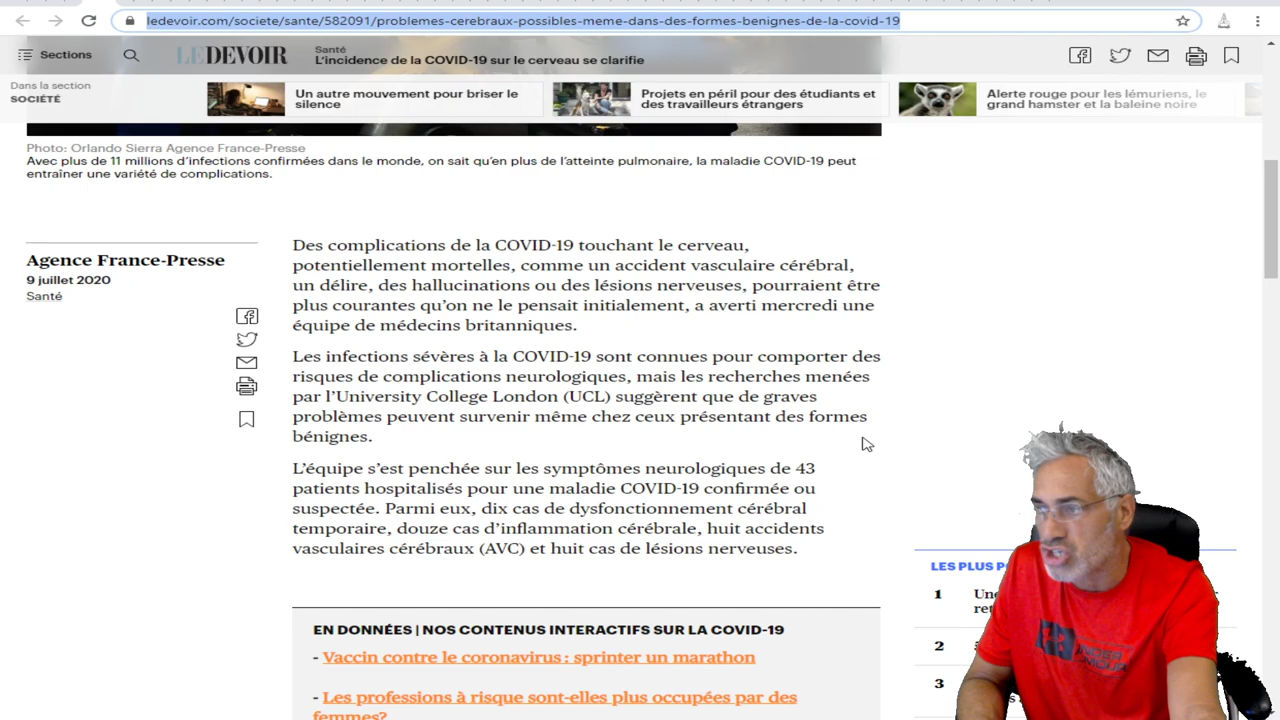 ledevoir.com/societe/sante/582091/problemes-cerebraux-possibles-meme-dans-des-formes-benignes-de-la-covid-19
Sections
LE DEVOIR
Santé
L'incidence de la COVID-19 sur le cerveau se clarifie
Dans la section
SOCIÉTÉ
Un autre mouvement pour briser le
silence
Projets en péril pour des étudiants et
des travailleurs étrangers
Alerte rouge pour les lémuriens, le
grand hamster et la baleine noire
Photo: Orlando Sierra Agence France-Presse
Avec plus de 11 millions d'infections confirmées dans le monde, on sait qu'en plus de l'atteinte pulmonaire, la maladie COVID-19 peut
entraîner une variété de complications.
Agence France-Presse
9 juillet 2020
Santé
Des complications de la COVID-19 touchant le cerveau,
potentiellement mortelles, comme un accident vasculaire cérébral,
un délire, des hallucinations ou des lésions nerveuses, pourraient être
plus courantes qu'on ne le pensait initialement, a averti mercredi une
équipe de médecins britanniques.
Les infections sévères à la COVID-19 sont connues pour comporter des
risques de complications neurologiques, mais les recherches menées
par l'University College London (UCL) suggèrent que de graves
problèmes peuvent survenir même chez ceux présentant des formes
bénignes.
L'équipe s'est penchée sur les symptômes neurologiques de 43
patients hospitalisés pour une maladie COVID-19 confirmée ou
suspectée. Parmi eux, dix cas de dysfonctionnement cérébral
temporaire, douze cas d'inflammation cérébrale, huit accidents
vasculaires cérébraux (AVC) et huit cas de lésions nerveuses.
EN DONNÉES | NOS CONTENUS INTERACTIFS SUR LA COVID-19
- Vaccin contre le coronavirus : sprinter un marathon
- Les professions à risque sont-elles plus occupées par des
femmes?
LES PLUS
1
2
3